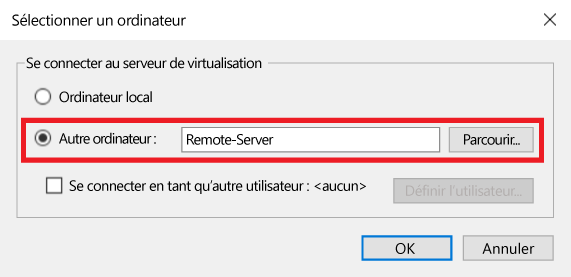 Sélectionner un ordinateur
Se connecter au serveur de virtualisation
Ordinateur local
Autre ordinateur : Remote-Server Parcourir...
Se connecter en tant qu'autre utilisateur : <aucun> Définir l'utilisateur...
OK Annuler